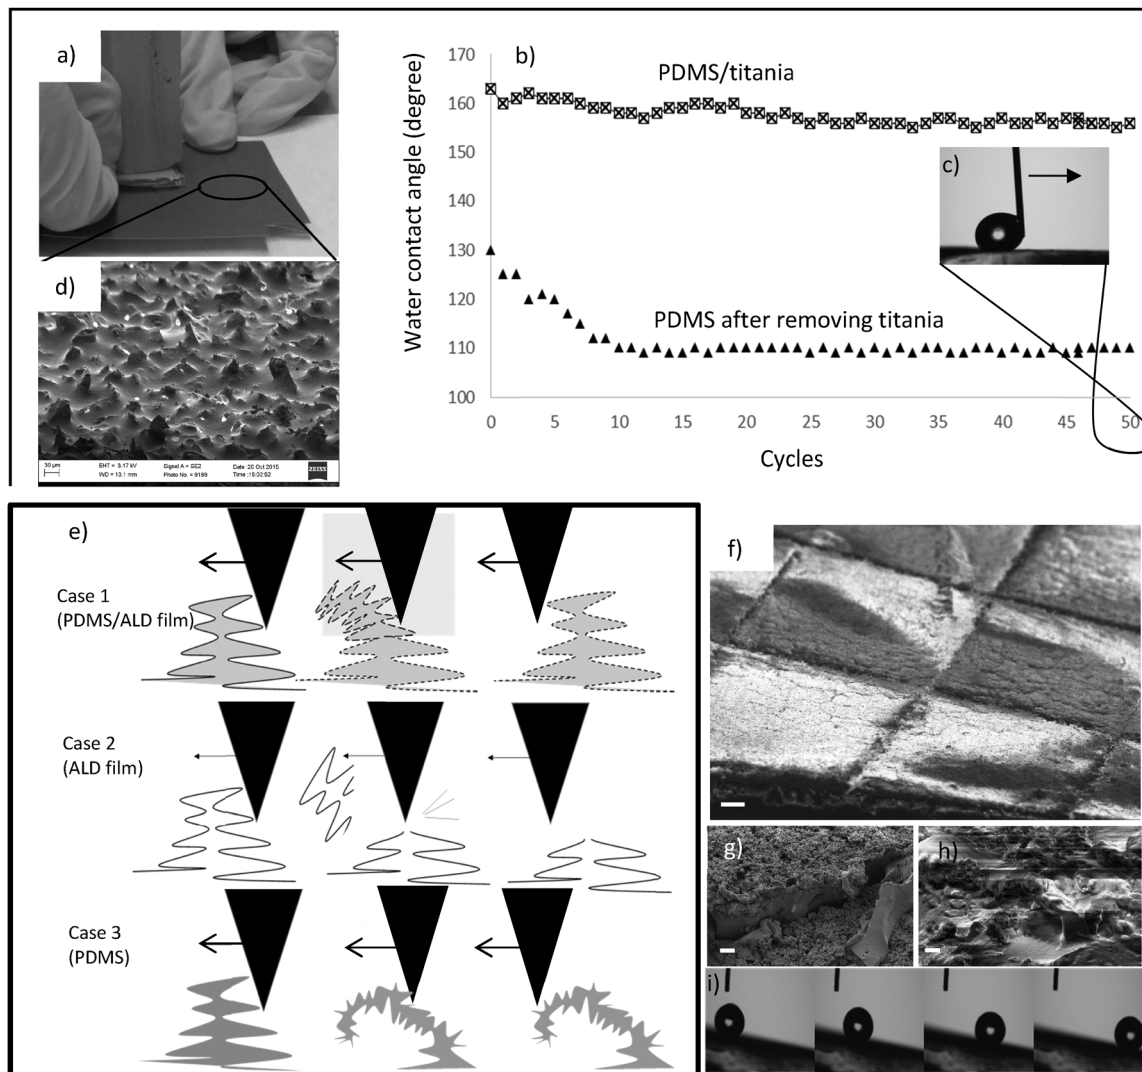 a)
b)
170
160
150
140
130
120
110
100
Water contact angle (degree)
PDMS/titania
PDMS after removing titania
c)
0
5
10
15
20
25
30
35
40
45
50
Cycles
d)
30 µm
EHT = 3.17 kV
WD = 13.1 mm
Signal A = SE2
Photo No. = 9199
Date :20 Oct 2015
Time :15:02:52
ZEISS
e)
Case 1
(PDMS/ALD film)
Case 2
(ALD film)
Case 3
(PDMS)
f)
g)
h)
i)